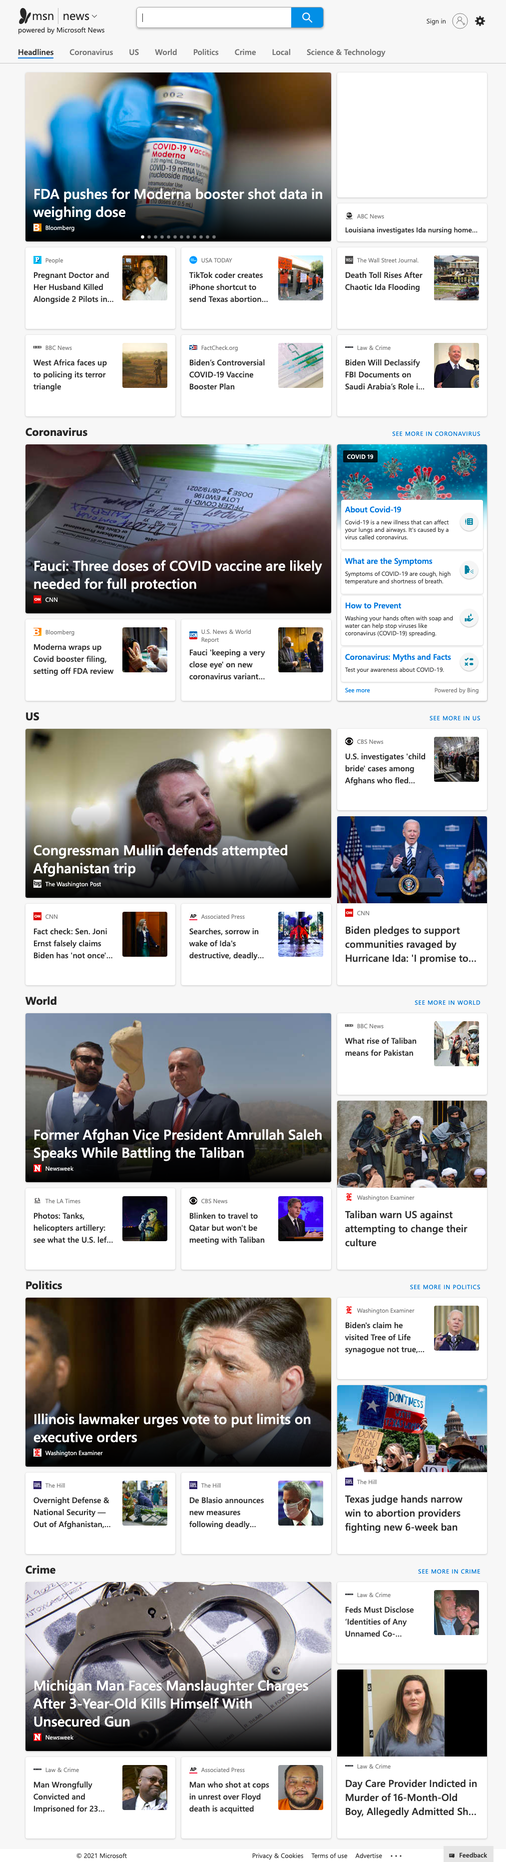 msn | news
powered by Microsoft News
Sign in
Headlines Coronavirus US World Politics Crime Local Science & Technology
002
COVID-19 Vaccine
Moderna
FDA pushes for Moderna booster shot data in
weighing dose
Bloomberg
ABC News
Louisiana investigates Ida nursing home...
People
Pregnant Doctor and
Her Husband Killed
Alongside 2 Pilots in...
USA TODAY
TikTok coder creates
iPhone shortcut to
send Texas abortion...
The Wall Street Journal.
Death Toll Rises After
Chaotic Ida Flooding
BBC News
West Africa faces up
to policing its terror
triangle
FactCheck.org
Biden's Controversial
COVID-19 Vaccine
Booster Plan
Law & Crime
Biden Will Declassify
FBI Documents on
Saudi Arabia's Role i...
Coronavirus
SEE MORE IN CORONAVIRUS
Fauci: Three doses of COVID vaccine are likely
needed for full protection
CNN
COVID 19
About Covid-19
Covid-19 is a new illness that can affect
your lungs and airways. It's caused by a
virus called coronavirus.
What are the Symptoms
Symptoms of COVID-19 are cough, high
temperature and shortness of breath.
How to Prevent
Washing your hands often with soap and
water can help stop viruses like
coronavirus (COVID-19) spreading.
Coronavirus: Myths and Facts
Test your awareness about COVID-19.
See more
Powered by Bing
Bloomberg
Moderna wraps up
Covid booster filing,
setting off FDA review
U.S. News & World
Report
Fauci 'keeping a very
close eye' on new
coronavirus variant...
US
SEE MORE IN US
Congressman Mullin defends attempted
Afghanistan trip
The Washington Post
CBS News
U.S. investigates 'child
bride' cases among
Afghans who fled...
CNN
Biden pledges to support
communities ravaged by
Hurricane Ida: 'I promise to...
CNN
Fact check: Sen. Joni
Ernst falsely claims
Biden has 'not once'...
Associated Press
Searches, sorrow in
wake of Ida's
destructive, deadly...
World
SEE MORE IN WORLD
Former Afghan Vice President Amrullah Saleh
Speaks While Battling the Taliban
Newsweek
BBC News
What rise of Taliban
means for Pakistan
Washington Examiner
Taliban warn US against
attempting to change their
culture
The LA Times
Photos: Tanks,
helicopters artillery:
see what the U.S. lef...
CBS News
Blinken to travel to
Qatar but won't be
meeting with Taliban
Politics
SEE MORE IN POLITICS
Illinois lawmaker urges vote to put limits on
executive orders
Washington Examiner
Washington Examiner
Biden's claim he
visited Tree of Life
synagogue not true,...
DON'T MESS
The Hill
Texas judge hands narrow
win to abortion providers
fighting new 6-week ban
The Hill
Overnight Defense &
National Security —
Out of Afghanistan,...
The Hill
De Blasio announces
new measures
following deadly...
Crime
SEE MORE IN CRIME
Michigan Man Faces Manslaughter Charges
After 3-Year-Old Kills Himself With
Unsecured Gun
Newsweek
Law & Crime
Feds Must Disclose
'Identities of Any
Unnamed Co-...
Law & Crime
Day Care Provider Indicted in
Murder of 16-Month-Old
Boy, Allegedly Admitted Sh...
Law & Crime
Man Wrongfully
Convicted and
Imprisoned for 23...
Associated Press
Man who shot at cops
in unrest over Floyd
death is acquitted
© 2021 Microsoft
Privacy & Cookies Terms of use Advertise ...
Feedback